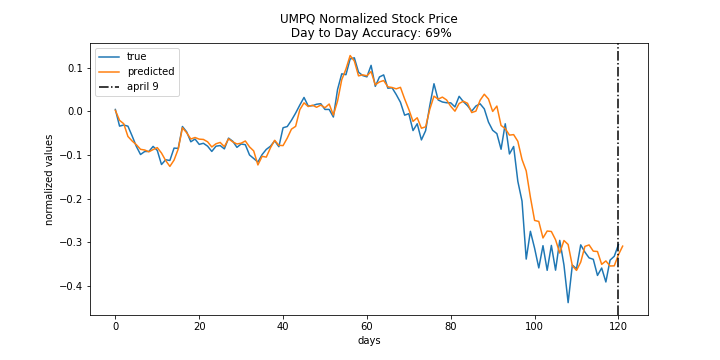 UMPQ Normalized Stock Price
Day to Day Accuracy: 69%
true
predicted
april 9
normalized values
0.1
0.0
−0.1
−0.2
−0.3
−0.4
0
20
40
60
80
100
120
days